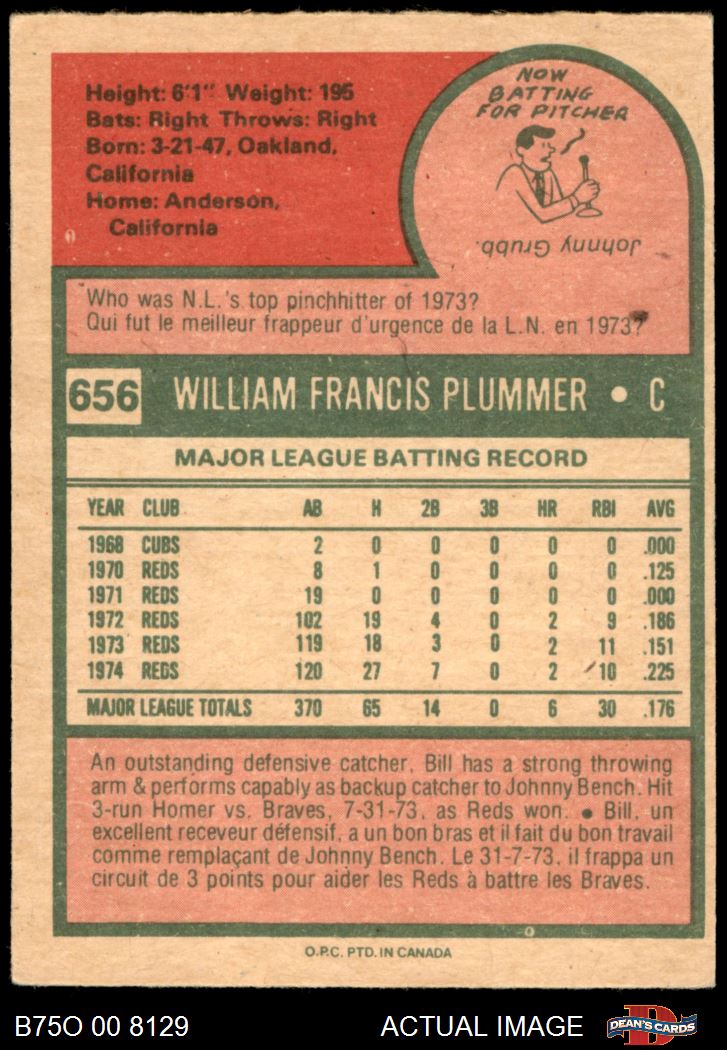 Height: 6'1" Weight: 195
Bats: Right Throws: Right
Born: 3-21-47, Oakland,
California
Home: Anderson,
California
NOW
BATTING
FOR PITCHER
Johnny Grubb.
Who was N.L.'s top pinchhitter of 1973?
Qui fut le meilleur frappeur d'urgence de la L.N. en 1973?
656 WILLIAM FRANCIS PLUMMER • C
MAJOR LEAGUE BATTING RECORD
YEAR CLUB AB H 2B 3B HR RBI AVG
1968 CUBS 2 0 0 0 0 0 .000
1970 REDS 8 1 0 0 0 0 .125
1971 REDS 19 0 0 0 0 0 .000
1972 REDS 102 19 4 0 2 9 .186
1973 REDS 119 18 3 0 2 11 .151
1974 REDS 120 27 7 0 2 10 .225
MAJOR LEAGUE TOTALS 370 65 14 0 6 30 .176
An outstanding defensive catcher, Bill has a strong throwing
arm & performs capably as backup catcher to Johnny Bench. Hit
3-run Homer vs. Braves, 7-31-73, as Reds won. • Bill, un
excellent receveur défensif, a un bon bras et il fait du bon travail
comme remplaçant de Johnny Bench. Le 31-7-73, il frappa un
circuit de 3 points pour aider les Reds à battre les Braves.
O.P.C. PTD. IN CANADA
B75O 00 8129
ACTUAL IMAGE
DEAN'S CARDS